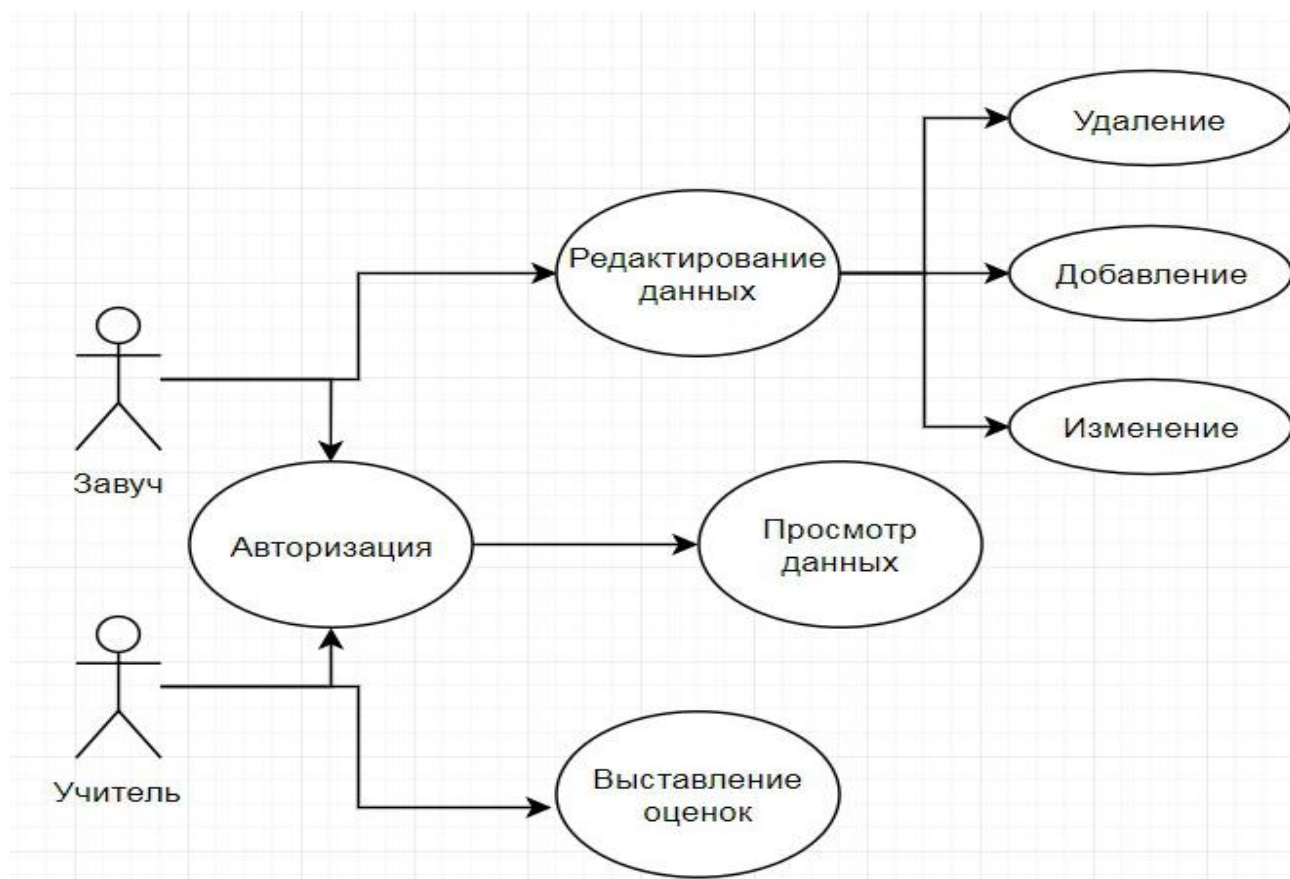 Удаление
Редактирование
данных
Добавление
Изменение
Завуч
Авторизация
Просмотр
данных
Учитель
Выставление
оценок